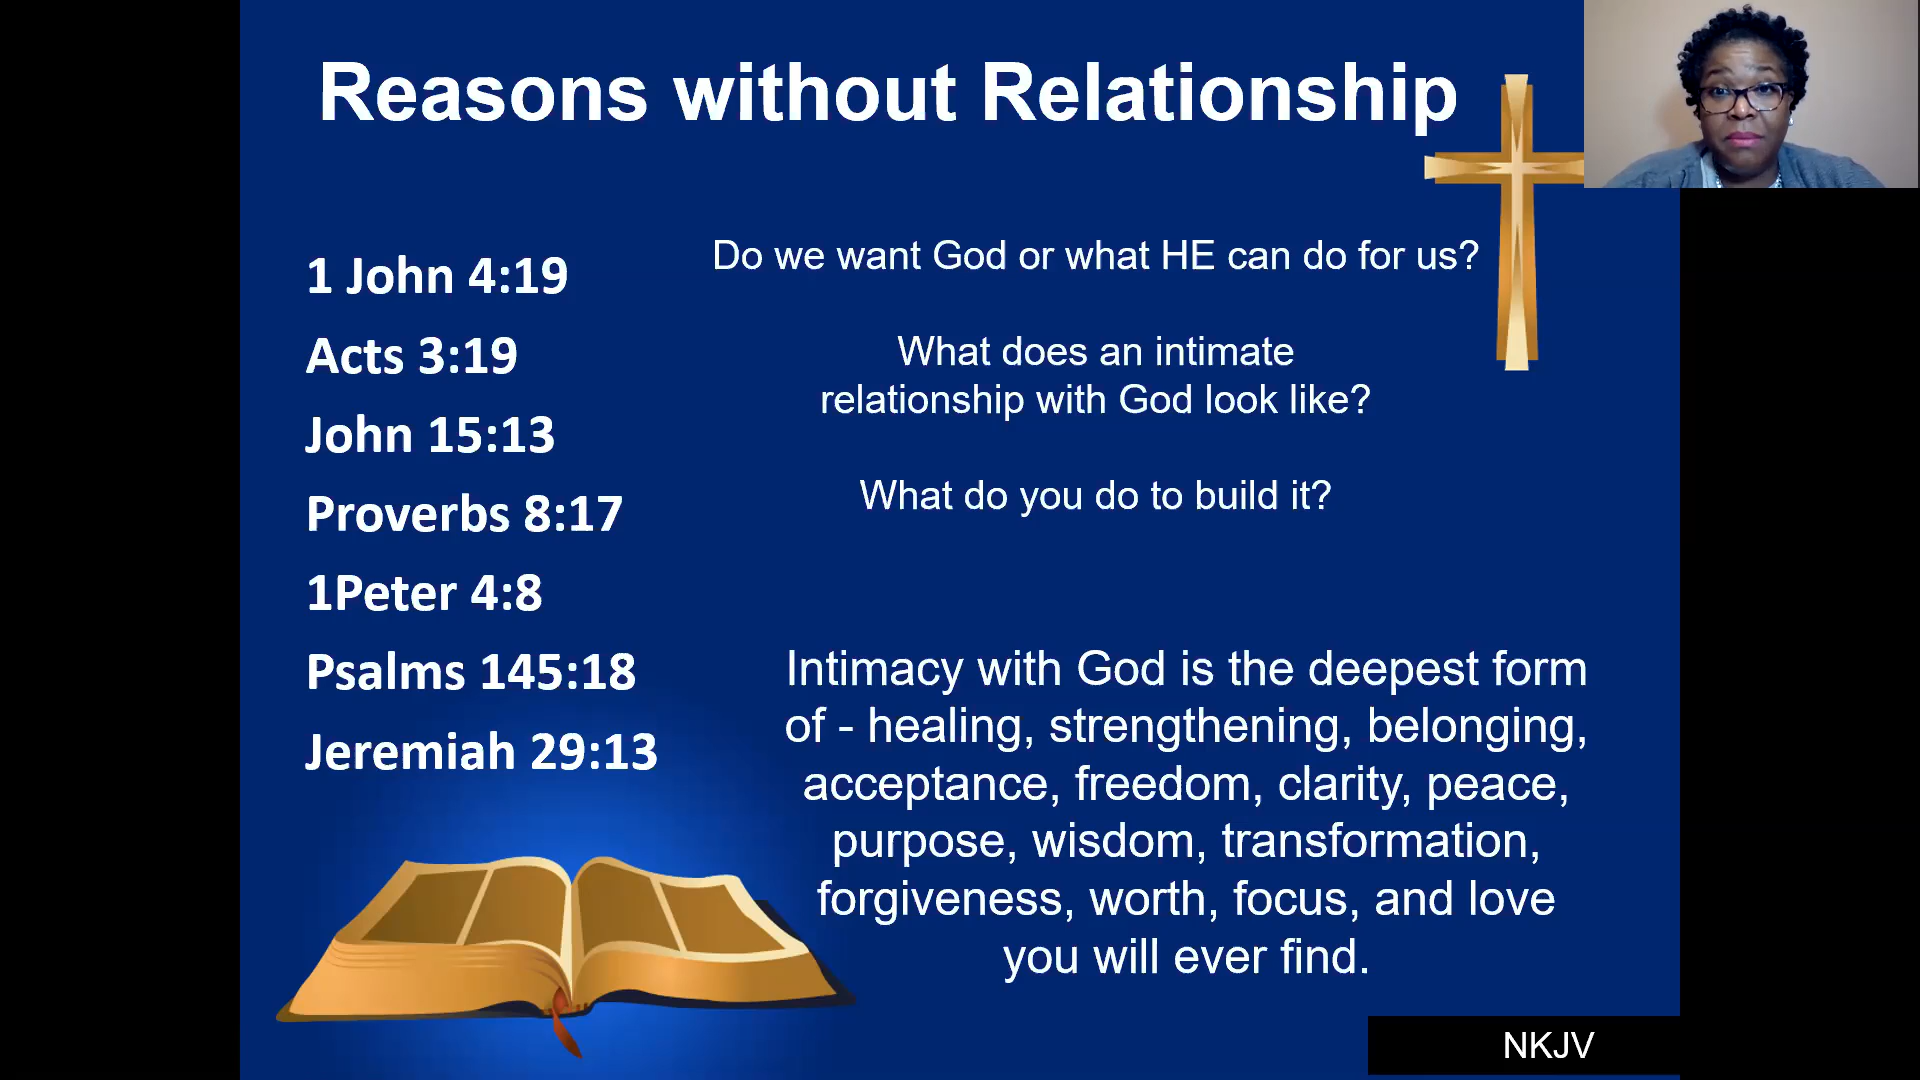 Reasons without Relationship
1 John 4:19
Acts 3:19
John 15:13
Proverbs 8:17
1Peter 4:8
Psalms 145:18
Jeremiah 29:13
Do we want God or what HE can do for us?
What does an intimate
relationship with God look like?
What do you do to build it?
Intimacy with God is the deepest form
of - healing, strengthening, belonging,
acceptance, freedom, clarity, peace,
purpose, wisdom, transformation,
forgiveness, worth, focus, and love
you will ever find.
NKJV